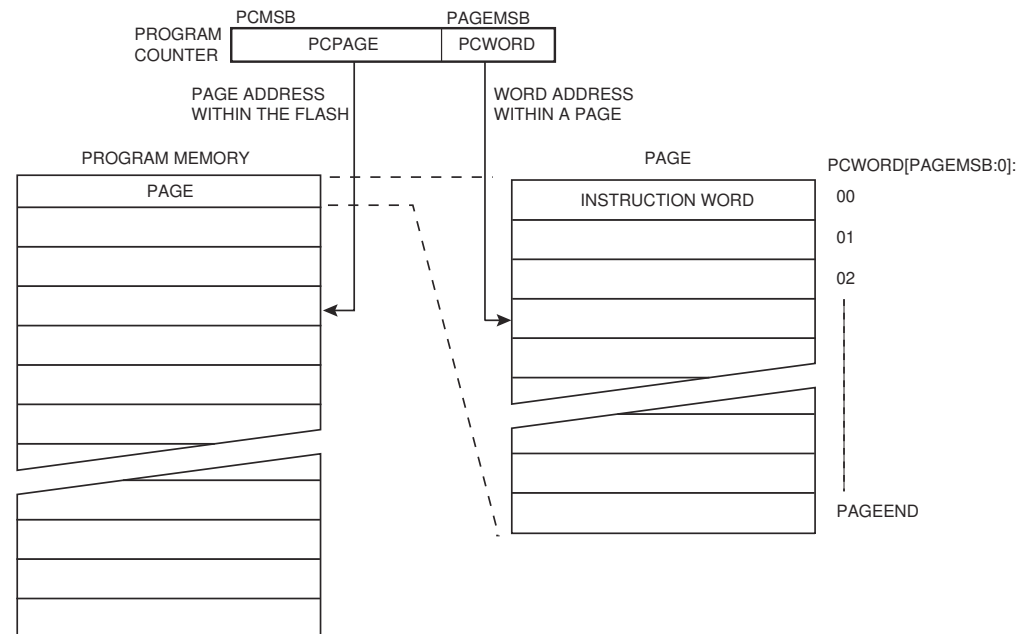 PCMSB
PAGEMSB
PROGRAM
COUNTER
PCPAGE
PCWORD
PAGE ADDRESS
WITHIN THE FLASH
WORD ADDRESS
WITHIN A PAGE
PROGRAM MEMORY
PAGE
PAGE
PCWORD[PAGEMSB:0]:
INSTRUCTION WORD
00
01
02
PAGEEND